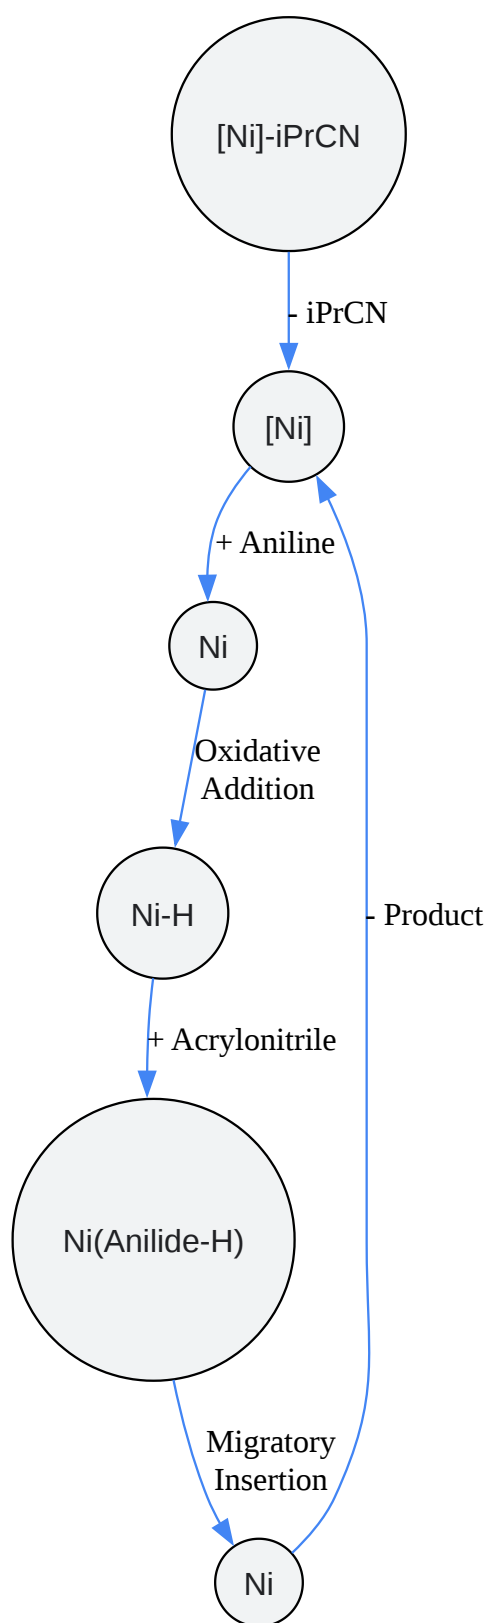 [Ni]-iPrCN
- iPrCN
[Ni]
+ Aniline
Ni
Oxidative
Addition
Ni-H
- Product
+ Acrylonitrile
Ni(Anilide-H)
Migratory
Insertion
Ni